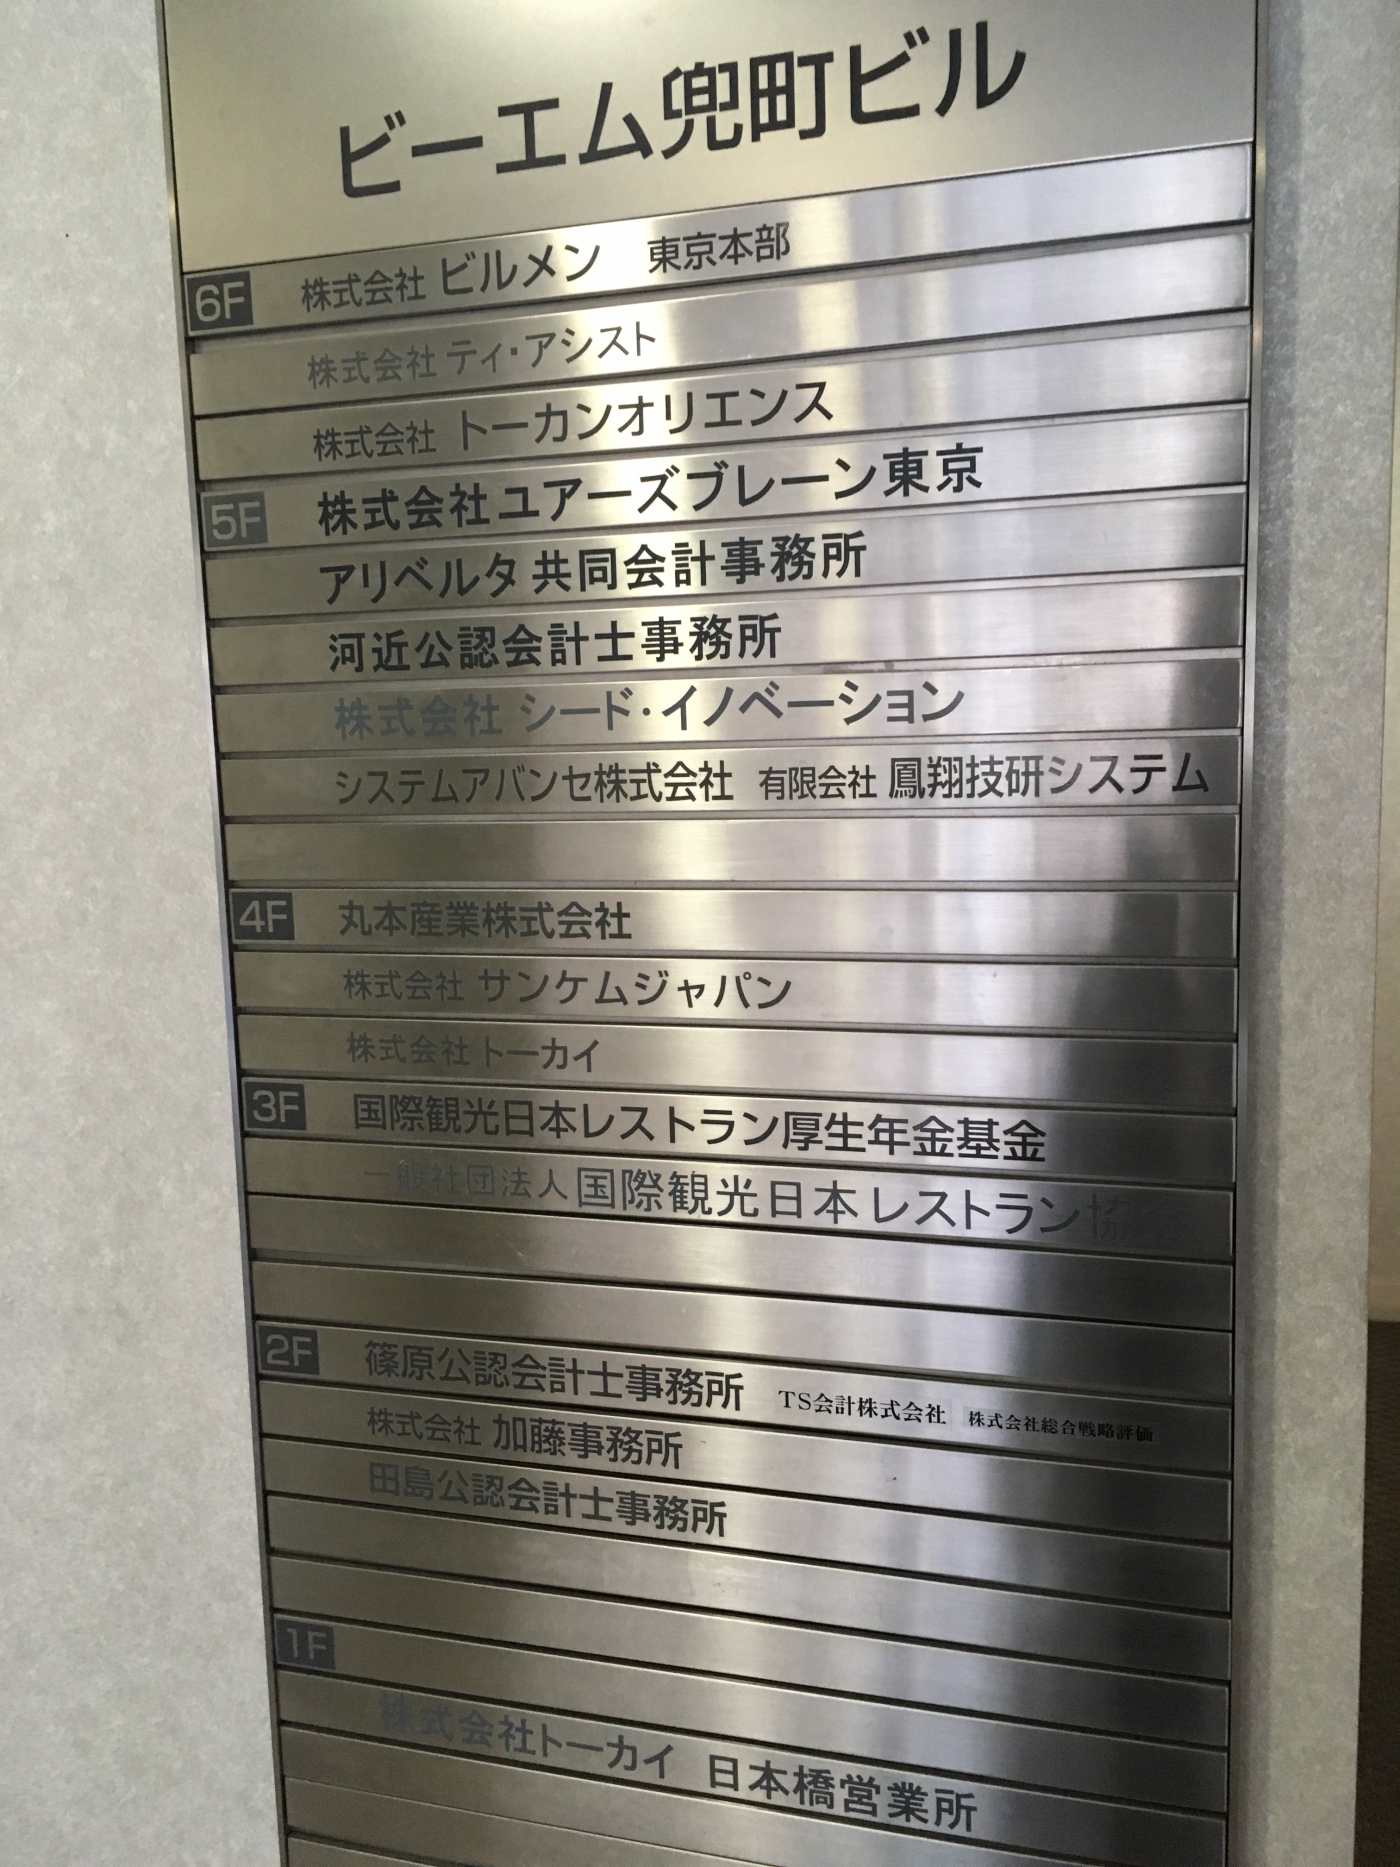 ビーエム兜町ビル
6F 株式会社 ビルメン 東京本部
株式会社 ティ・アシスト
株式会社 トーカンオリエンス
5F 株式会社ユアーズブレーン東京
アリベルタ共同会計事務所
河近公認会計士事務所
株式会社 シード・イノベーション
システムアバンセ株式会社 有限会社 鳳翔技研システム
4F 丸本産業株式会社
株式会社 サンケムジャパン
株式会社 トーカイ
3F 国際観光日本レストラン厚生年金基金
一般社団法人 国際観光日本レストラン協会
2F 篠原公認会計士事務所 TS会計株式会社 株式会社総合戦略評価
株式会社 加藤事務所
田島公認会計士事務所
1F
株式会社トーカイ 日本橋営業所